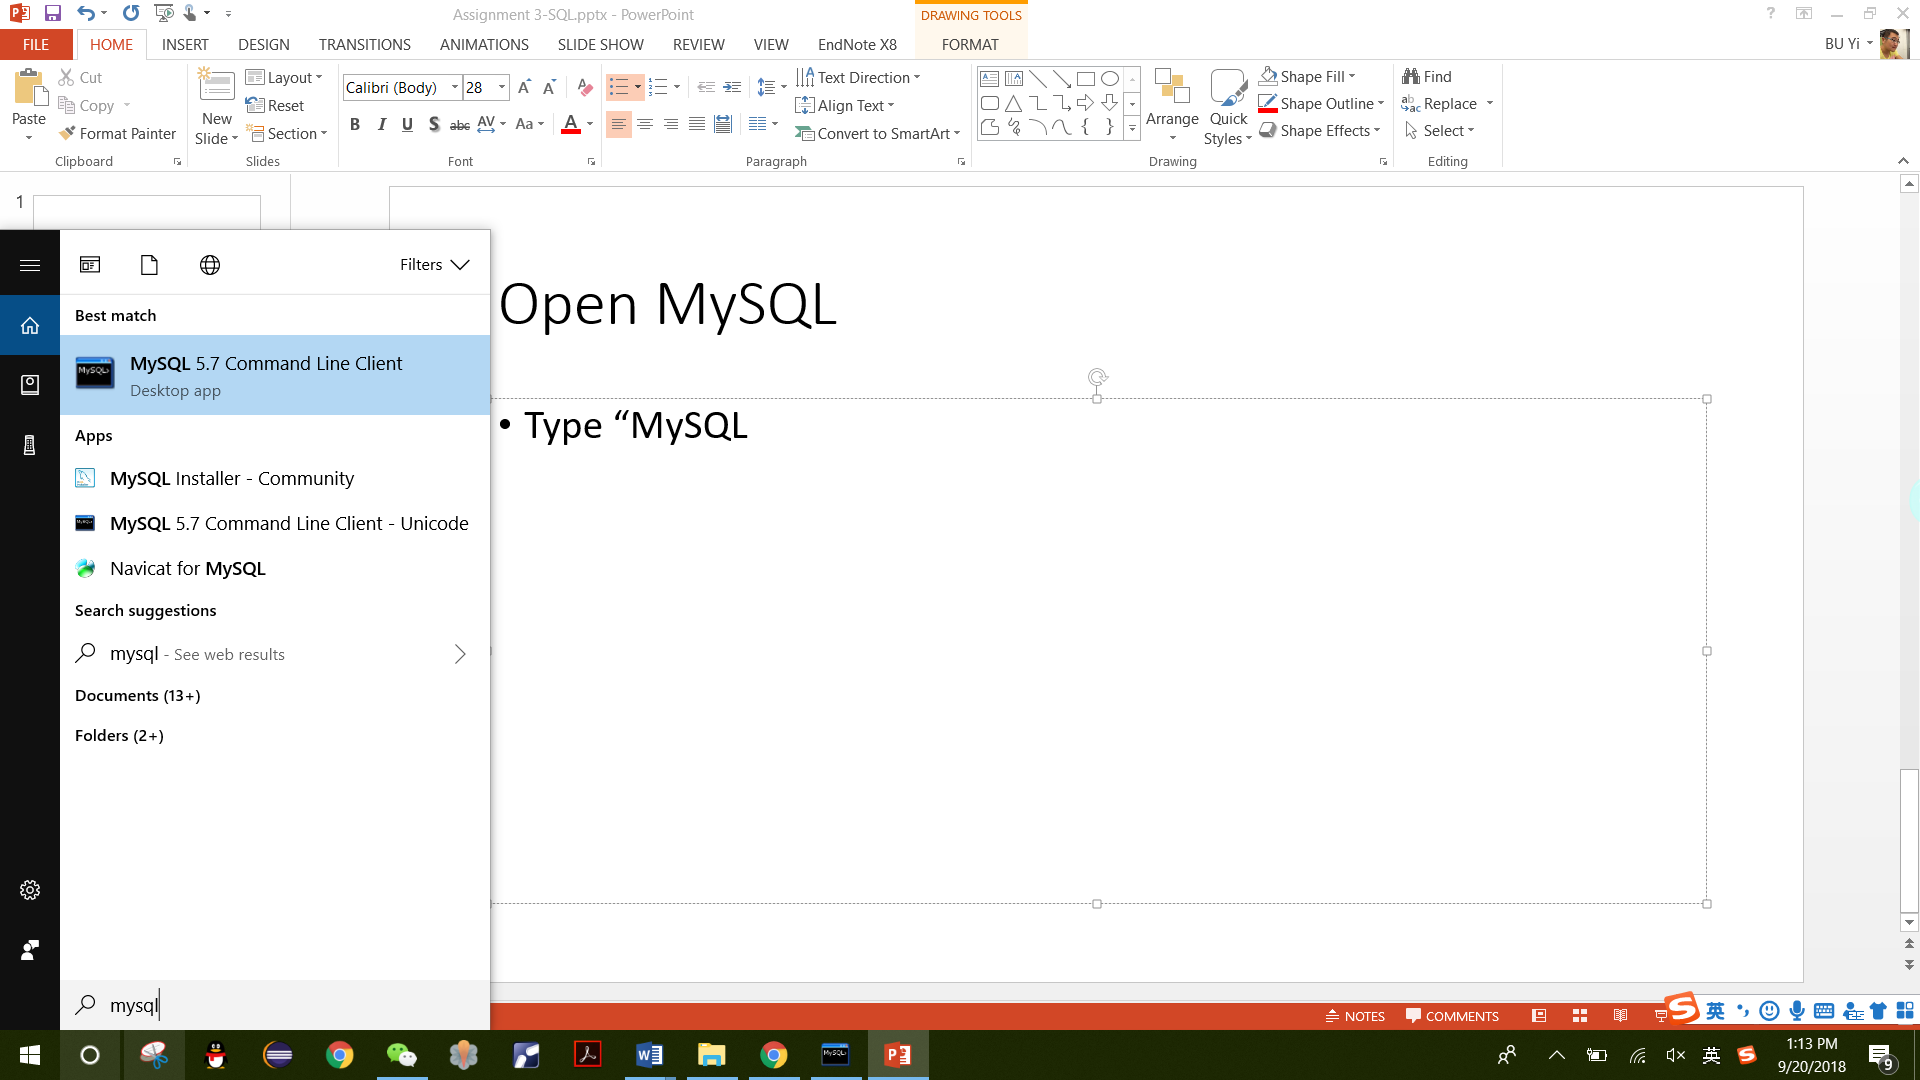 Assignment 3-SQL.pptx - PowerPoint
DRAWING TOOLS
FILE HOME INSERT DESIGN TRANSITIONS ANIMATIONS SLIDE SHOW REVIEW VIEW EndNote X8 FORMAT
BU Yi
Paste
Cut
Copy
Format Painter
Clipboard
New
Slide
Layout
Reset
Section
Slides
Calibri (Body) 28
B I U S abc AV Aa A
Font
Text Direction
Align Text
Convert to SmartArt
Paragraph
Arrange
Quick
Styles
Shape Fill
Shape Outline
Shape Effects
Drawing
Find
Replace
Select
Editing
1
Filters
Best match
MySQL 5.7 Command Line Client
Desktop app
Apps
MySQL Installer - Community
MySQL 5.7 Command Line Client - Unicode
Navicat for MySQL
Search suggestions
mysql - See web results
Documents (13+)
Folders (2+)
mysql
Open MySQL
• Type “MySQL
NOTES COMMENTS
英
英
1:13 PM
9/20/2018
9